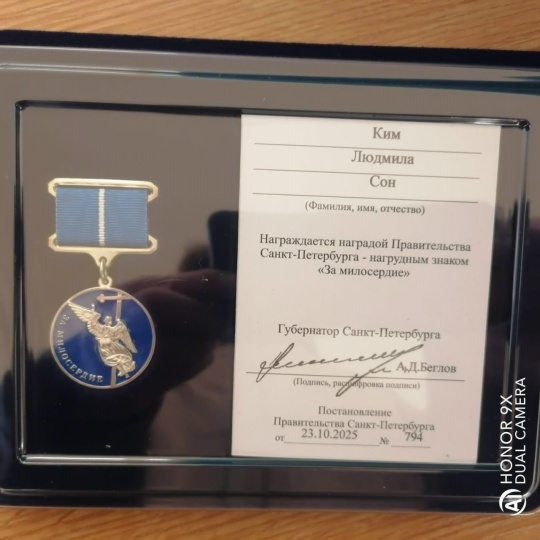 Ким
Людмила
Сон
(Фамилия, имя, отчество)
Награждается наградой Правительства
Санкт-Петербурга - нагрудным знаком
«За милосердие»
Губернатор Санкт-Петербурга
А.Д.Беглов
(Подпись, расшифровка подписи)
Постановление
Правительства Санкт-Петербурга
от 23.10.2025 № 794
ЗА МИЛОСЕРДИЕ
HONOR 9X
DUAL CAMERA
AI